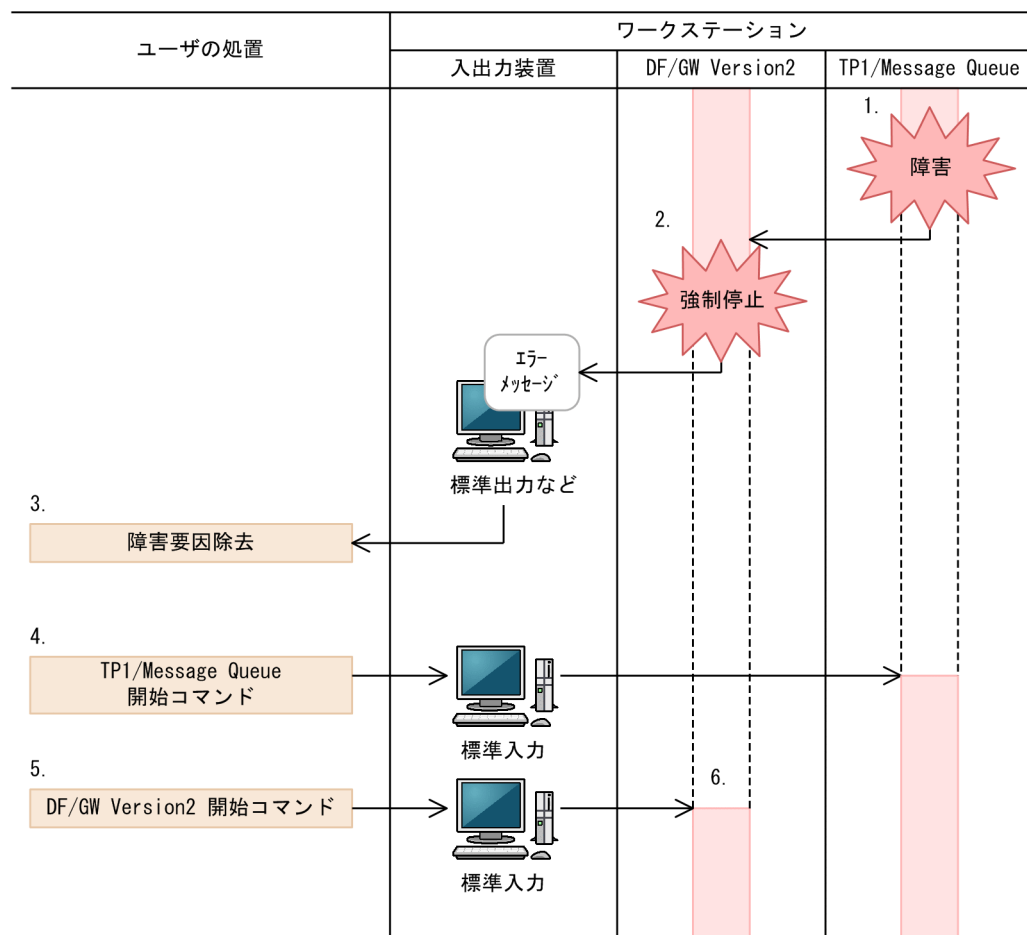 ユーザの処置
ワークステーション
入出力装置
DF/GW Version2
TP1/Message Queue
1.
障害
2.
強制停止
エラー
メッセージ
標準出力など
3.
障害要因除去
4.
TP1/Message Queue
開始コマンド
標準入力
5.
DF/GW Version2 開始コマンド
6.
標準入力